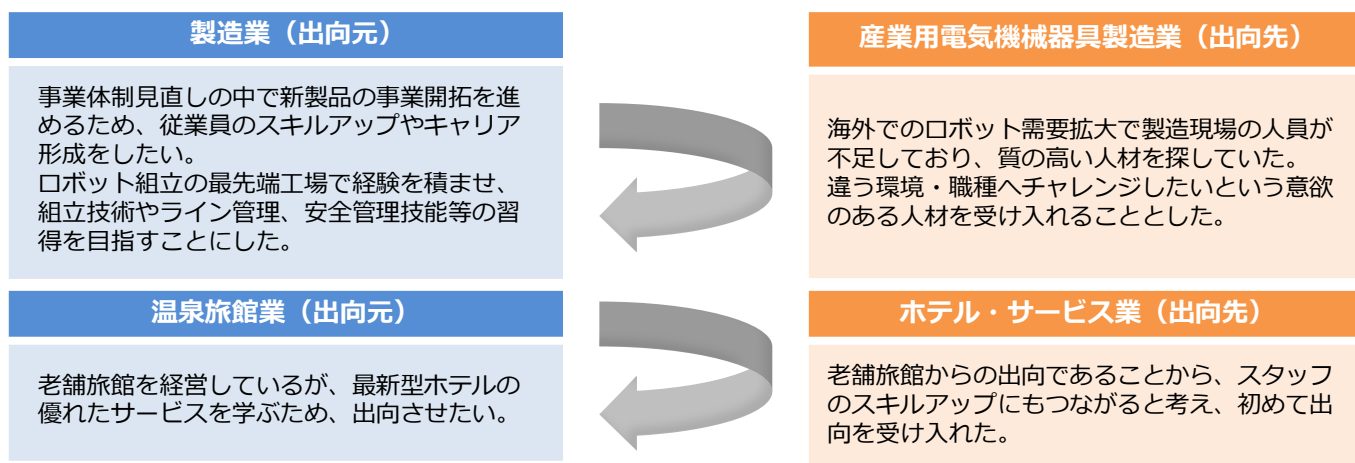 製造業（出向元）
事業体制見直しの中で新製品の事業開拓を進
めるため、従業員のスキルアップやキャリア
形成をしたい。
ロボット組立の最先端工場で経験を積ませ、
組立技術やライン管理、安全管理技能等の習
得を目指すことにした。
産業用電気機械器具製造業（出向先）
海外でのロボット需要拡大で製造現場の人員が
不足しており、質の高い人材を探していた。
違う環境・職種へチャレンジしたいという意欲
のある人材を受け入れることとした。
温泉旅館業（出向元）
老舗旅館を経営しているが、最新型ホテルの
優れたサービスを学ぶため、出向させたい。
ホテル・サービス業（出向先）
老舗旅館からの出向であることから、スタッフ
のスキルアップにもつながると考え、初めて出
向を受け入れた。